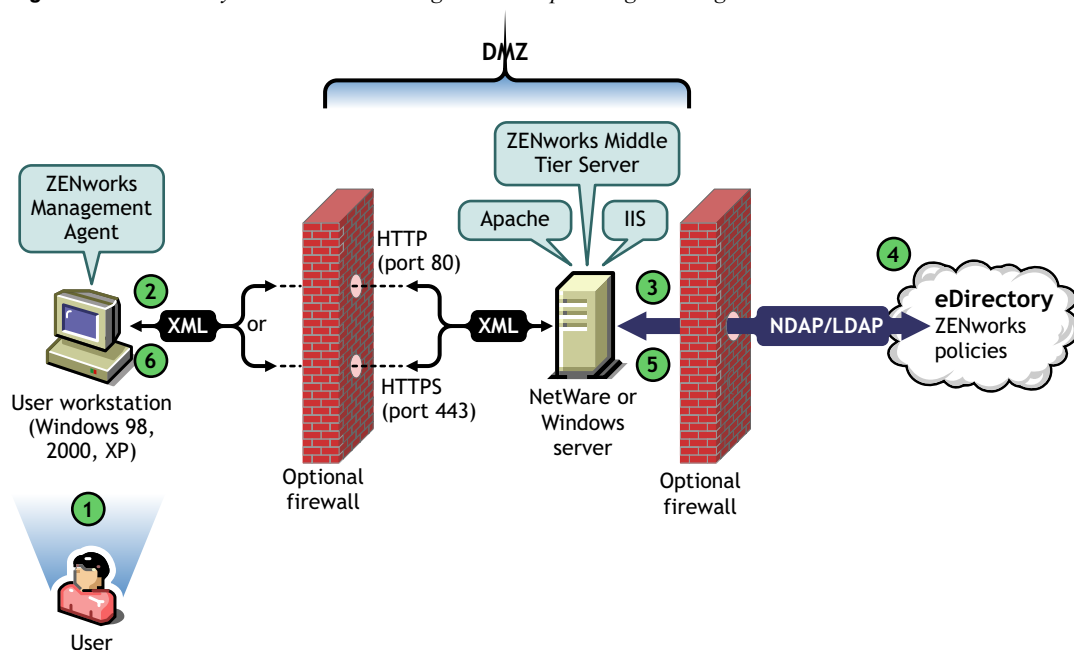 DMZ
ZENworks Middle
Tier Server
ZENworks
Management
Agent
Apache
IIS
HTTP
(port 80)
2
3
4
XML
or
XML
NDAP/LDAP
eDirectory
ZENworks
policies
6
5
HTTPS
(port 443)
User workstation
(Windows 98,
2000, XP)
NetWare or
Windows
server
Optional
firewall
Optional
firewall
1
User